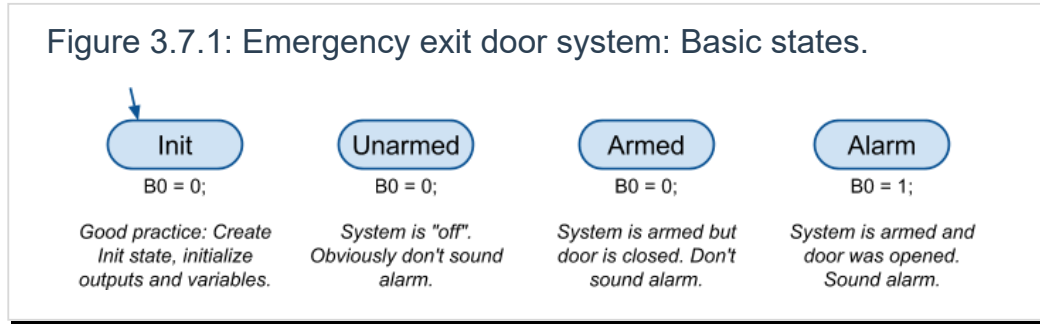 Figure 3.7.1: Emergency exit door system: Basic states.
Init
Unarmed
Armed
Alarm
B0 = 0;
B0 = 0;
B0 = 0;
B0 = 1;
Good practice: Create
Init state, initialize
outputs and variables.
System is "off".
Obviously don't sound
alarm.
System is armed but
door is closed. Don't
sound alarm.
System is armed and
door was opened.
Sound alarm.